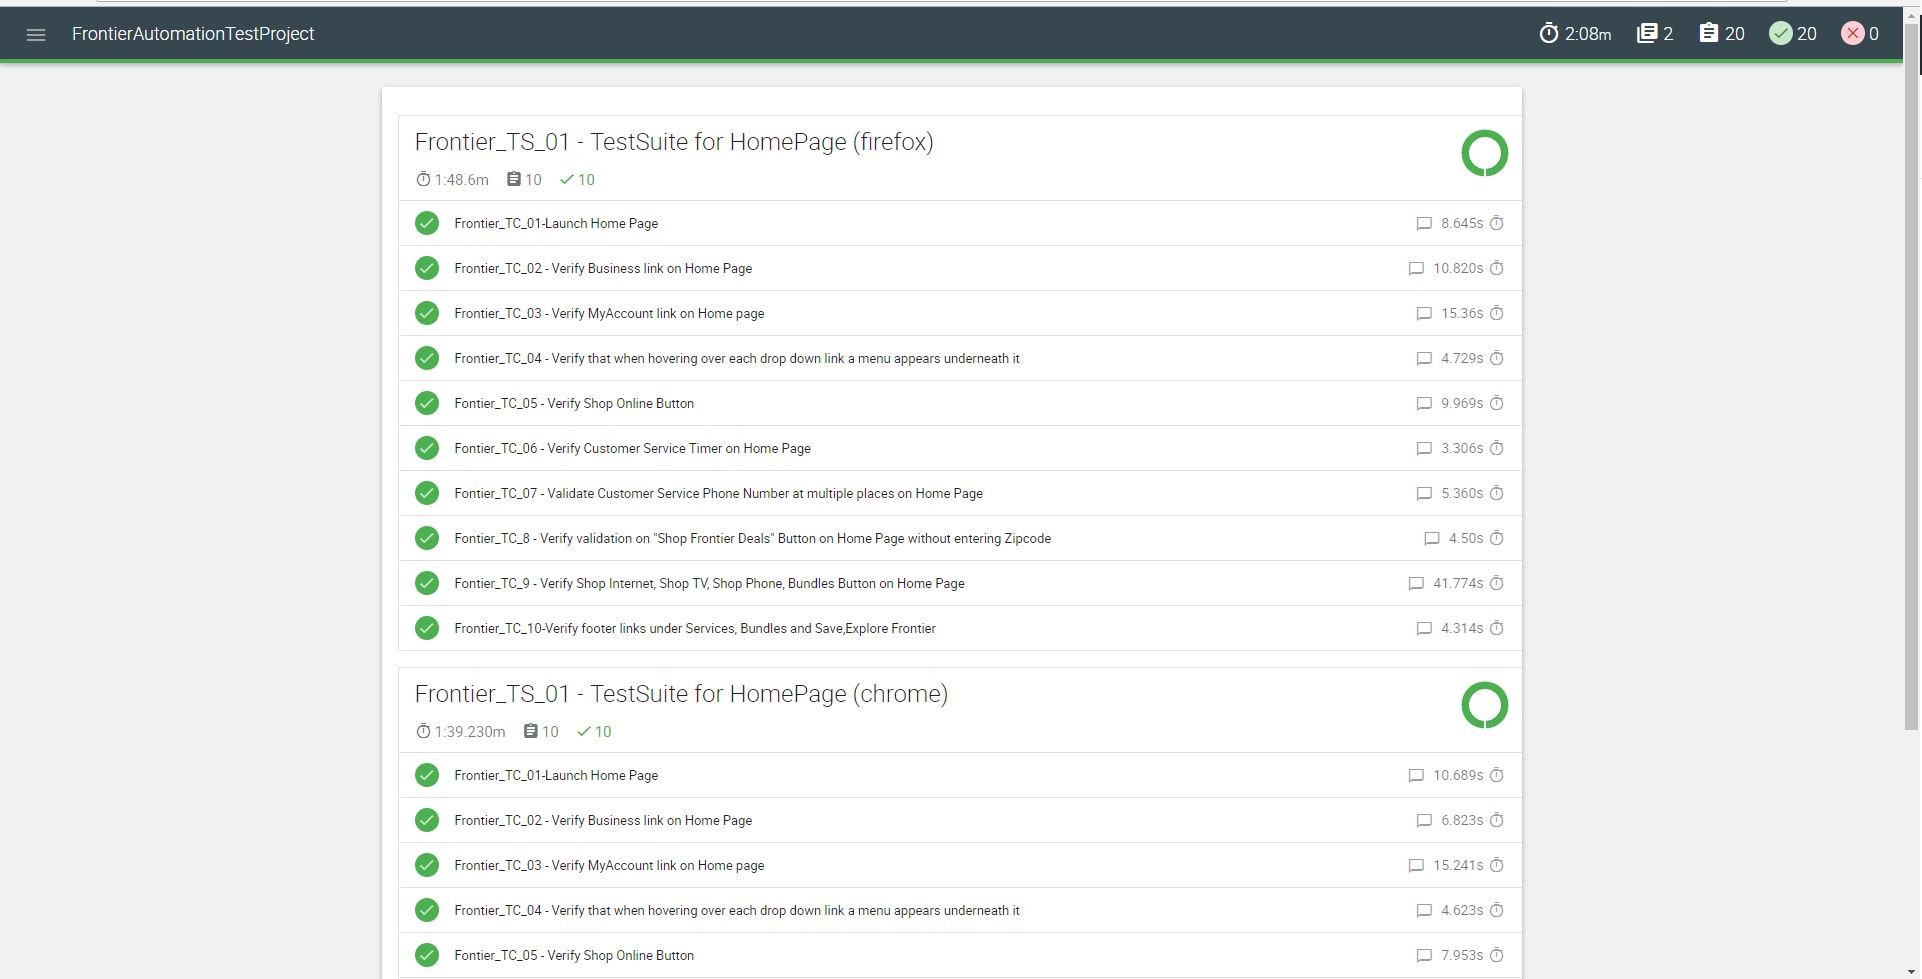 FrontierAutomationTestProject 2:08m 2 20 20 0
Frontier_TS_01 - TestSuite for HomePage (firefox)
1:48.6m 10 10
Frontier_TC_01-Launch Home Page 8.645s
Frontier_TC_02 - Verify Business link on Home Page 10.820s
Frontier_TC_03 - Verify MyAccount link on Home page 15.36s
Frontier_TC_04 - Verify that when hovering over each drop down link a menu appears underneath it 4.729s
Fontier_TC_05 - Verify Shop Online Button 9.969s
Fontier_TC_06 - Verify Customer Service Timer on Home Page 3.306s
Fontier_TC_07 - Validate Customer Service Phone Number at multiple places on Home Page 5.360s
Fontier_TC_8 - Verify validation on "Shop Frontier Deals" Button on Home Page without entering Zipcode 4.50s
Fontier_TC_9 - Verify Shop Internet, Shop TV, Shop Phone, Bundles Button on Home Page 41.774s
Frontier_TC_10-Verify footer links under Services, Bundles and Save,Explore Frontier 4.314s
Frontier_TS_01 - TestSuite for HomePage (chrome)
1:39.230m 10 10
Frontier_TC_01-Launch Home Page 10.689s
Frontier_TC_02 - Verify Business link on Home Page 6.823s
Frontier_TC_03 - Verify MyAccount link on Home page 15.241s
Frontier_TC_04 - Verify that when hovering over each drop down link a menu appears underneath it 4.623s
Fontier_TC_05 - Verify Shop Online Button 7.953s